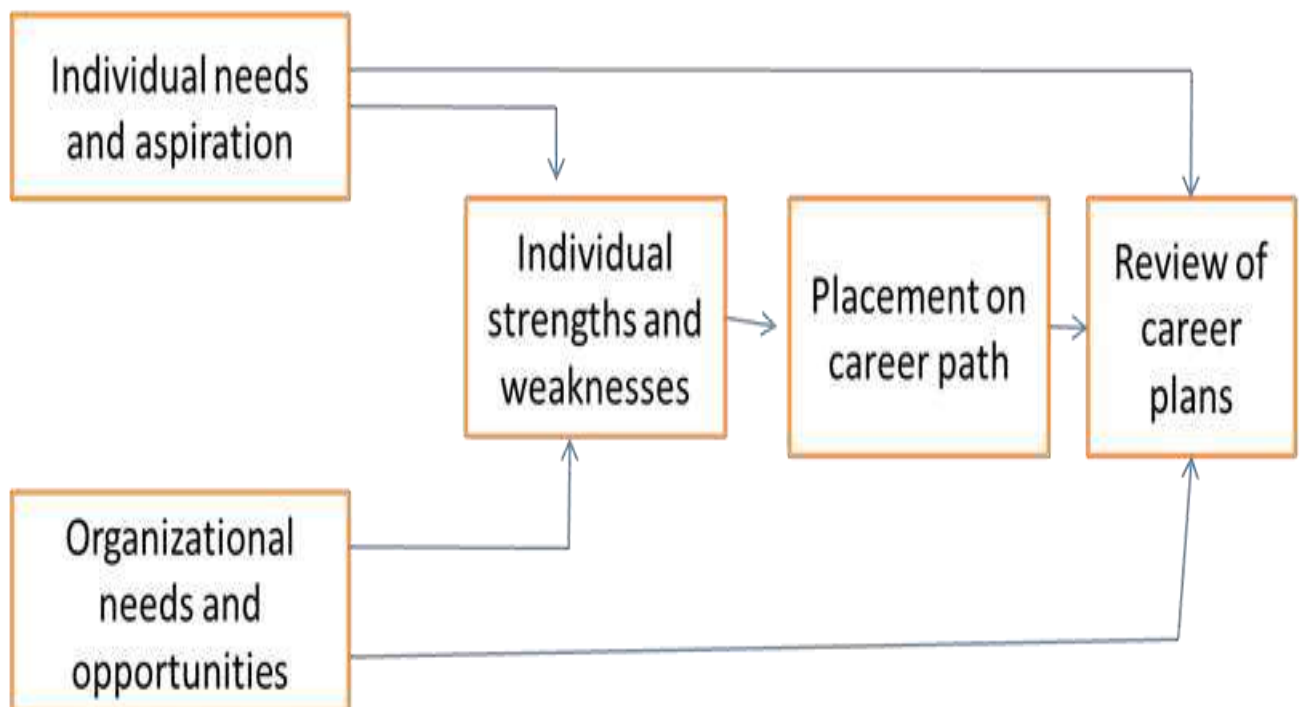 Individual needs
and aspiration
Individual
strengths and
weaknesses
Placement on
career path
Review of
career
plans
Organizational
needs and
opportunities